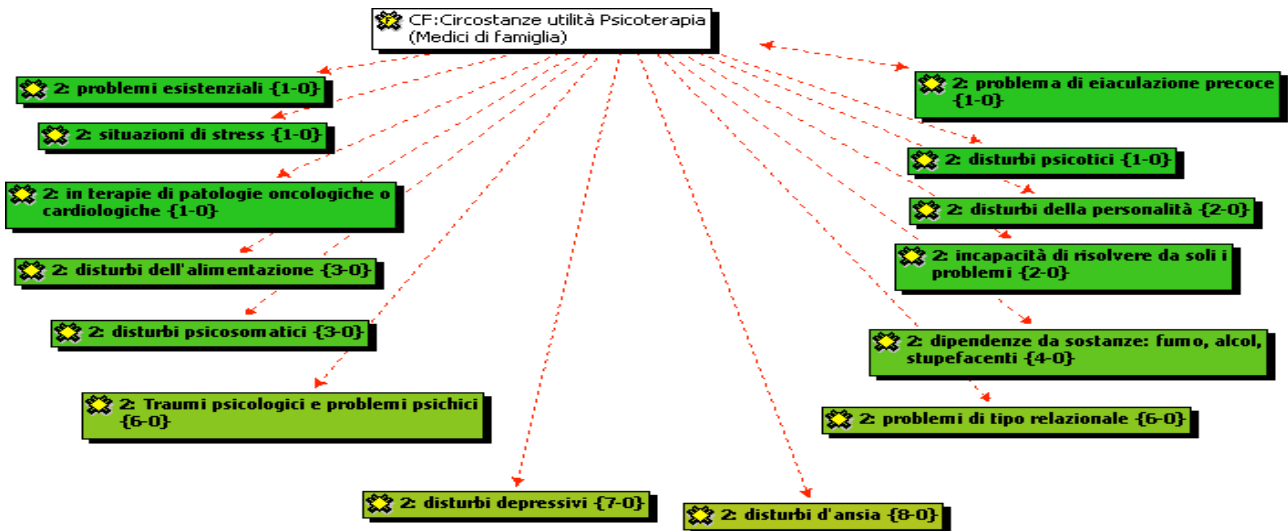 CF:Circostanze utilità Psicoterapia
(Medici di famiglia)
2: problemi esistenziali {1-0}
2: situazioni di stress {1-0}
2: in terapie di patologie oncologiche o
cardiologiche {1-0}
2: disturbi dell'alimentazione {3-0}
2: disturbi psicosomatici {3-0}
2: Traumi psicologici e problemi psichici
{6-0}
2: disturbi depressivi {7-0}
2: disturbi d'ansia {8-0}
2: problema di eiaculazione precoce
{1-0}
2: disturbi psicotici {1-0}
2: disturbi della personalità {2-0}
2: incapacità di risolvere da soli i
problemi {2-0}
2: dipendenze da sostanze: fumo, alcol,
stupefacenti {4-0}
2: problemi di tipo relazionale {6-0}